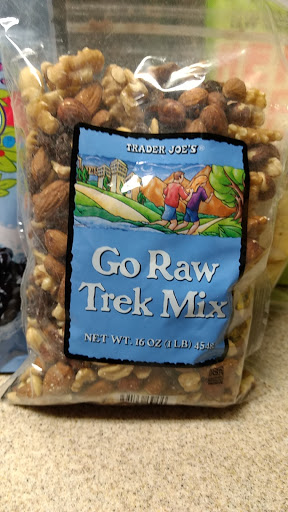 TRADER JOE'S
Go Raw
Trek Mix
NET WT. 16 OZ (1 LB) 454g